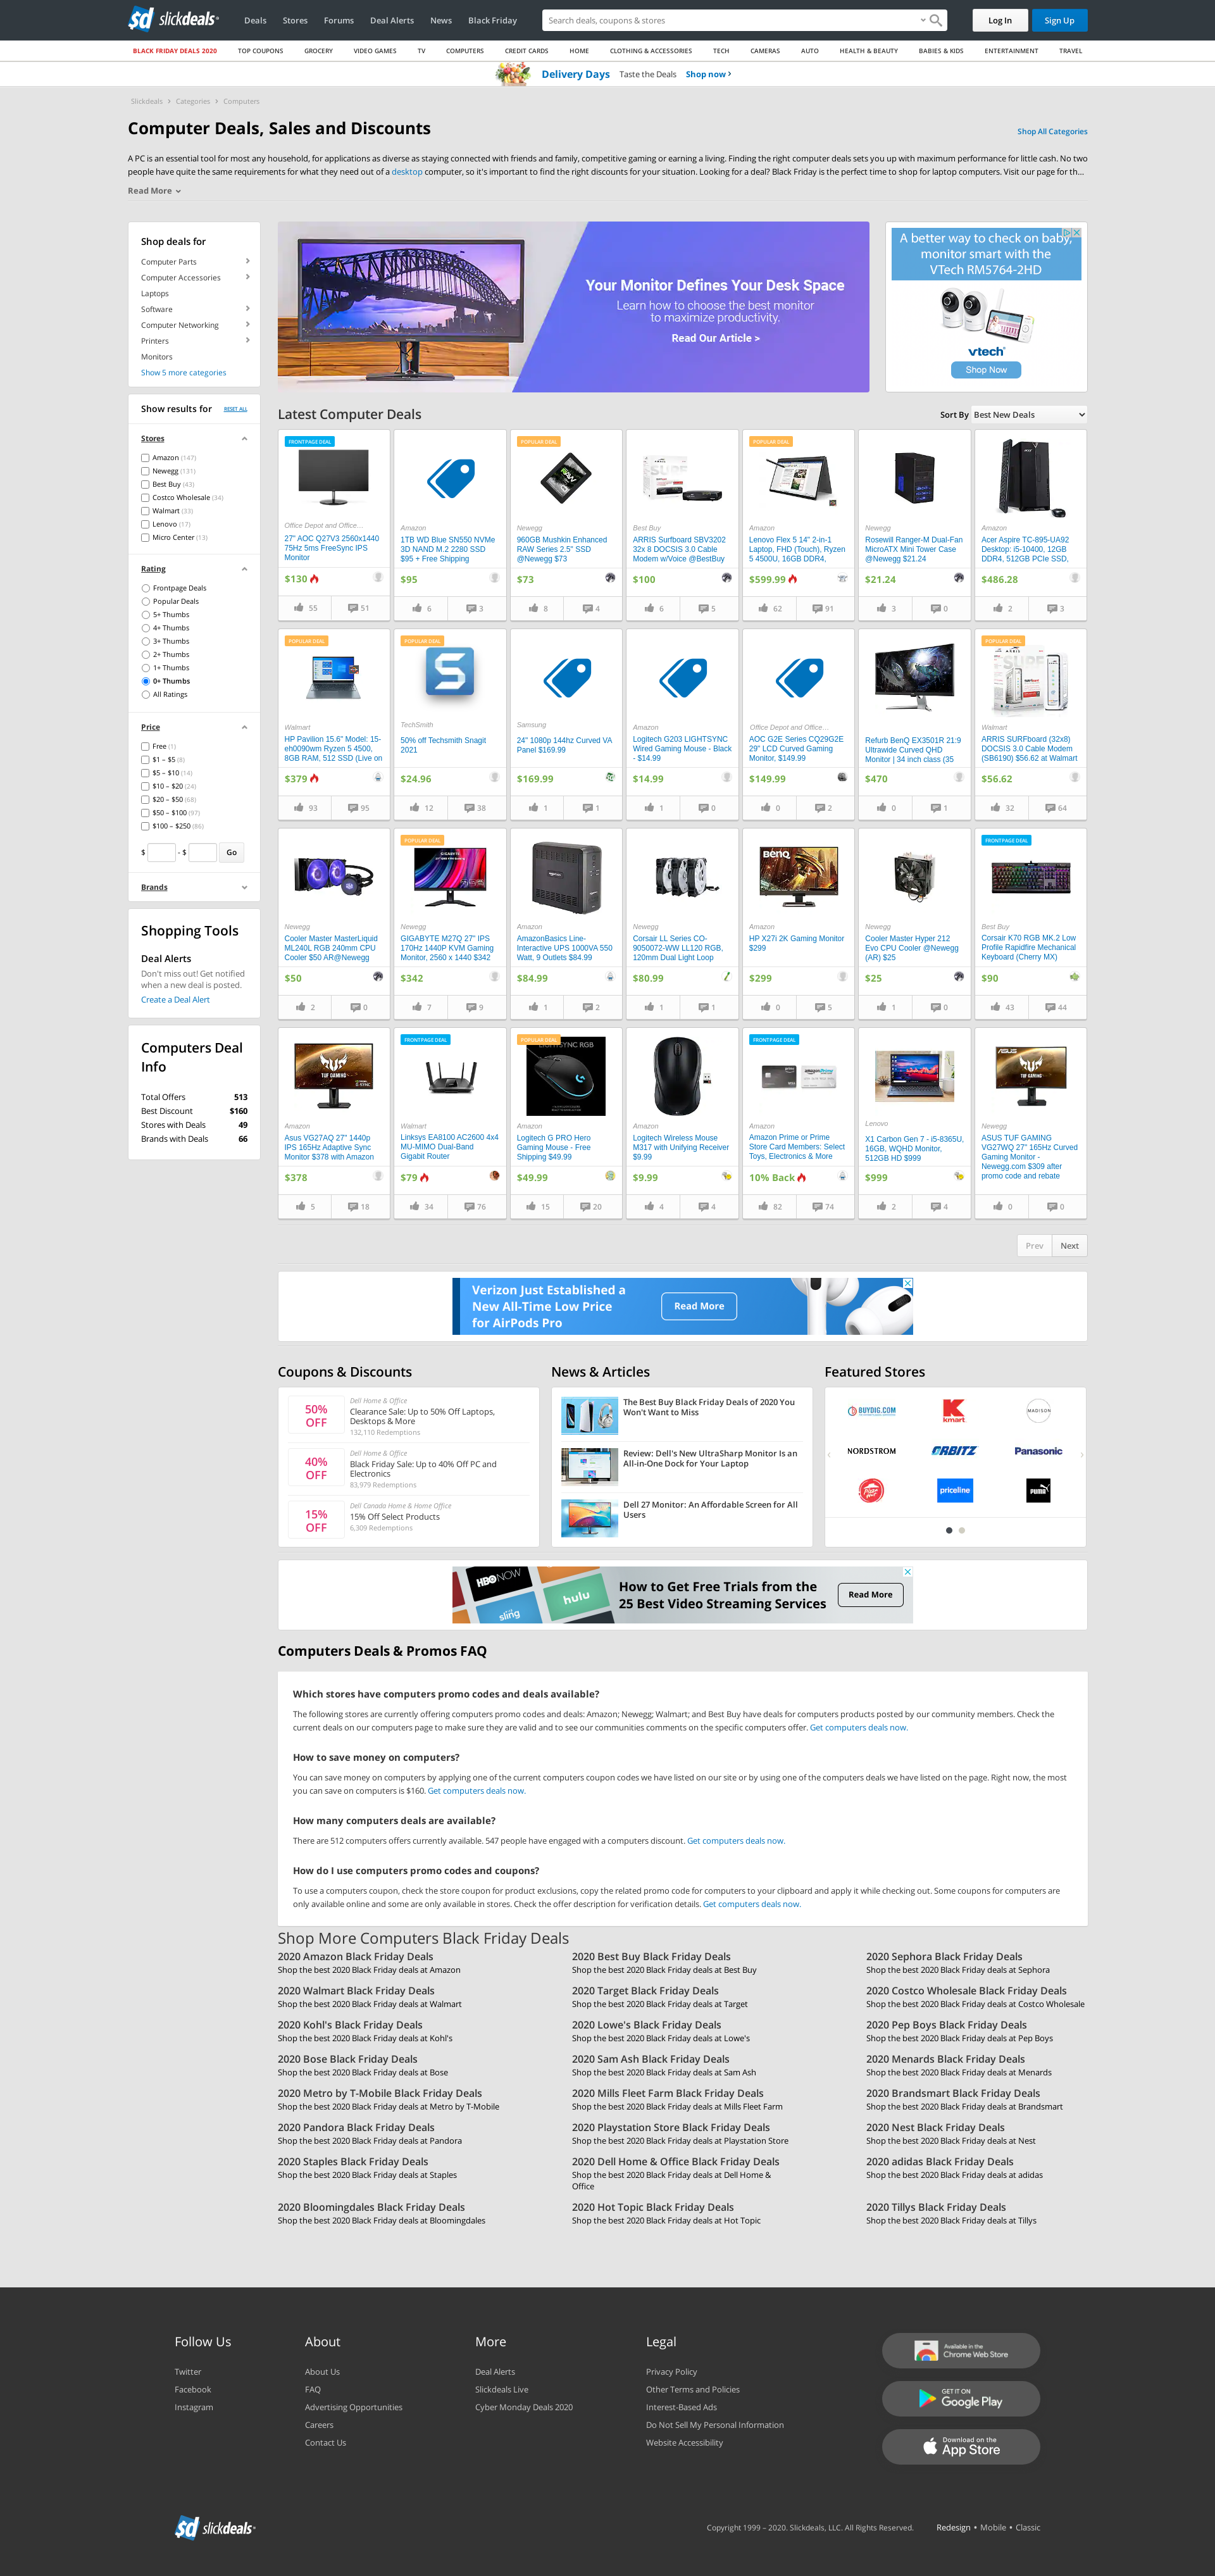 slickdeals
Deals
Stores
Forums
Deal Alerts
News
Black Friday
Search deals, coupons & stores
Log In
Sign Up
BLACK FRIDAY DEALS 2020
TOP COUPONS
GROCERY
VIDEO GAMES
TV
COMPUTERS
CREDIT CARDS
HOME
CLOTHING & ACCESSORIES
TECH
CAMERAS
AUTO
HEALTH & BEAUTY
BABIES & KIDS
ENTERTAINMENT
TRAVEL
Delivery Days Taste the Deals Shop now ›
Slickdeals › Categories › Computers
Computer Deals, Sales and Discounts
Shop All Categories
A PC is an essential tool for most any household, for applications as diverse as staying connected with friends and family, competitive gaming or earning a living. Finding the right computer deals sets you up with maximum performance for little cash. No two
people have quite the same requirements for what they need out of a desktop computer, so it's important to find the right discounts for your situation. Looking for a deal? Black Friday is the perfect time to shop for laptop computers. Visit our page for th...
Read More
Shop deals for
Computer Parts
Computer Accessories
Laptops
Software
Computer Networking
Printers
Monitors
Show 5 more categories
Your Monitor Defines Your Desk Space
Learn how to choose the best monitor
to maximize productivity.
Read Our Article >
A better way to check on baby,
monitor smart with the
VTech RM5764-2HD
vtech
Shop Now
Show results for
RESET ALL
Stores
Amazon (147)
Newegg (131)
Best Buy (43)
Costco Wholesale (34)
Walmart (33)
Lenovo (17)
Micro Center (13)
Rating
Frontpage Deals
Popular Deals
5+ Thumbs
4+ Thumbs
3+ Thumbs
2+ Thumbs
1+ Thumbs
0+ Thumbs
All Ratings
Price
Free (1)
$1 – $5 (8)
$5 – $10 (14)
$10 – $20 (24)
$20 – $50 (68)
$50 – $100 (97)
$100 – $250 (86)
$ - $ Go
Brands
Shopping Tools
Deal Alerts
Don't miss out! Get notified
when a new deal is posted.
Create a Deal Alert
Computers Deal
Info
Total Offers 513
Best Discount $160
Stores with Deals 49
Brands with Deals 66
Latest Computer Deals
Sort By Best New Deals
FRONTPAGE DEAL
Office Depot and Office...
27" AOC Q27V3 2560x1440
75Hz 5ms FreeSync IPS
Monitor
$130
55 51
Amazon
1TB WD Blue SN550 NVMe
3D NAND M.2 2280 SSD
$95 + Free Shipping
$95
6 3
POPULAR DEAL
Newegg
960GB Mushkin Enhanced
RAW Series 2.5" SSD
@Newegg $73
$73
8 4
Best Buy
ARRIS Surfboard SBV3202
32x 8 DOCSIS 3.0 Cable
Modem w/Voice @BestBuy
$100
6 5
POPULAR DEAL
Amazon
Lenovo Flex 5 14" 2-in-1
Laptop, FHD (Touch), Ryzen
5 4500U, 16GB DDR4,
$599.99
62 91
Newegg
Rosewill Ranger-M Dual-Fan
MicroATX Mini Tower Case
@Newegg $21.24
$21.24
3 0
Amazon
Acer Aspire TC-895-UA92
Desktop: i5-10400, 12GB
DDR4, 512GB PCIe SSD,
$486.28
2 3
POPULAR DEAL
Walmart
HP Pavilion 15.6" Model: 15-
eh0090wm Ryzen 5 4500,
8GB RAM, 512 SSD (Live on
$379
93 95
POPULAR DEAL
TechSmith
50% off Techsmith Snagit
2021
$24.96
12 38
Samsung
24" 1080p 144hz Curved VA
Panel $169.99
$169.99
1 1
Amazon
Logitech G203 LIGHTSYNC
Wired Gaming Mouse - Black
- $14.99
$14.99
1 0
Office Depot and Office...
AOC G2E Series CQ29G2E
29" LCD Curved Gaming
Monitor, $149.99
$149.99
0 2
Refurb BenQ EX3501R 21:9
Ultrawide Curved QHD
Monitor | 34 inch class (35
$470
0 1
POPULAR DEAL
Walmart
ARRIS SURFboard (32x8)
DOCSIS 3.0 Cable Modem
(SB6190) $56.62 at Walmart
$56.62
32 64
Newegg
Cooler Master MasterLiquid
ML240L RGB 240mm CPU
Cooler $50 AR@Newegg
$50
2 0
POPULAR DEAL
Newegg
GIGABYTE M27Q 27" IPS
170Hz 1440P KVM Gaming
Monitor, 2560 x 1440 $342
$342
7 9
Amazon
AmazonBasics Line-
Interactive UPS 1000VA 550
Watt, 9 Outlets $84.99
$84.99
1 2
Newegg
Corsair LL Series CO-
9050072-WW LL120 RGB,
120mm Dual Light Loop
$80.99
1 1
BenQ
Amazon
HP X27i 2K Gaming Monitor
$299
$299
0 5
Newegg
Cooler Master Hyper 212
Evo CPU Cooler @Newegg
(AR) $25
$25
1 0
FRONTPAGE DEAL
Best Buy
Corsair K70 RGB MK.2 Low
Profile Rapidfire Mechanical
Keyboard (Cherry MX)
$90
43 44
Amazon
Asus VG27AQ 27" 1440p
IPS 165Hz Adaptive Sync
Monitor $378 with Amazon
$378
5 18
FRONTPAGE DEAL
Walmart
Linksys EA8100 AC2600 4x4
MU-MIMO Dual-Band
Gigabit Router
$79
34 76
POPULAR DEAL
Amazon
Logitech G PRO Hero
Gaming Mouse - Free
Shipping $49.99
$49.99
15 20
Amazon
Logitech Wireless Mouse
M317 with Unifying Receiver
$9.99
$9.99
4 4
FRONTPAGE DEAL
Amazon
Amazon Prime or Prime
Store Card Members: Select
Toys, Electronics & More
10% Back
82 74
Lenovo
X1 Carbon Gen 7 - i5-8365U,
16GB, WQHD Monitor,
512GB HD $999
$999
2 4
Newegg
ASUS TUF GAMING
VG27WQ 27" 165Hz Curved
Gaming Monitor -
Newegg.com $309 after
promo code and rebate
0 0
Prev Next
Verizon Just Established a
New All-Time Low Price
for AirPods Pro
Read More
Coupons & Discounts
50%
OFF
Dell Home & Office
Clearance Sale: Up to 50% Off Laptops,
Desktops & More
132,110 Redemptions
40%
OFF
Dell Home & Office
Black Friday Sale: Up to 40% Off PC and
Electronics
83,979 Redemptions
15%
OFF
Dell Canada Home & Home Office
15% Off Select Products
6,309 Redemptions
News & Articles
The Best Buy Black Friday Deals of 2020 You
Won't Want to Miss
Review: Dell's New UltraSharp Monitor Is an
All-in-One Dock for Your Laptop
Dell 27 Monitor: An Affordable Screen for All
Users
Featured Stores
BUYDIG.COM
kmart
MADISON
NORDSTROM
ORBITZ
Panasonic
priceline
PUMA
HBO NOW
hulu
sling
How to Get Free Trials from the
25 Best Video Streaming Services
Read More
Computers Deals & Promos FAQ
Which stores have computers promo codes and deals available?
The following stores are currently offering computers promo codes and deals: Amazon; Newegg; Walmart; and Best Buy have deals for computers products posted by our community members. Check the
current deals on our computers page to make sure they are valid and to see our communities comments on the specific computers offer. Get computers deals now.
How to save money on computers?
You can save money on computers by applying one of the current computers coupon codes we have listed on our site or by using one of the computers deals we have listed on the page. Right now, the most
you can save on computers is $160. Get computers deals now.
How many computers deals are available?
There are 512 computers offers currently available. 547 people have engaged with a computers discount. Get computers deals now.
How do I use computers promo codes and coupons?
To use a computers coupon, check the store coupon for product exclusions, copy the related promo code for computers to your clipboard and apply it while checking out. Some coupons for computers are
only available online and some are only available in stores. Check the offer description for verification details. Get computers deals now.
Shop More Computers Black Friday Deals
2020 Amazon Black Friday Deals
Shop the best 2020 Black Friday deals at Amazon
2020 Best Buy Black Friday Deals
Shop the best 2020 Black Friday deals at Best Buy
2020 Sephora Black Friday Deals
Shop the best 2020 Black Friday deals at Sephora
2020 Walmart Black Friday Deals
Shop the best 2020 Black Friday deals at Walmart
2020 Target Black Friday Deals
Shop the best 2020 Black Friday deals at Target
2020 Costco Wholesale Black Friday Deals
Shop the best 2020 Black Friday deals at Costco Wholesale
2020 Kohl's Black Friday Deals
Shop the best 2020 Black Friday deals at Kohl's
2020 Lowe's Black Friday Deals
Shop the best 2020 Black Friday deals at Lowe's
2020 Pep Boys Black Friday Deals
Shop the best 2020 Black Friday deals at Pep Boys
2020 Bose Black Friday Deals
Shop the best 2020 Black Friday deals at Bose
2020 Sam Ash Black Friday Deals
Shop the best 2020 Black Friday deals at Sam Ash
2020 Menards Black Friday Deals
Shop the best 2020 Black Friday deals at Menards
2020 Metro by T-Mobile Black Friday Deals
Shop the best 2020 Black Friday deals at Metro by T-Mobile
2020 Mills Fleet Farm Black Friday Deals
Shop the best 2020 Black Friday deals at Mills Fleet Farm
2020 Brandsmart Black Friday Deals
Shop the best 2020 Black Friday deals at Brandsmart
2020 Pandora Black Friday Deals
Shop the best 2020 Black Friday deals at Pandora
2020 Playstation Store Black Friday Deals
Shop the best 2020 Black Friday deals at Playstation Store
2020 Nest Black Friday Deals
Shop the best 2020 Black Friday deals at Nest
2020 Staples Black Friday Deals
Shop the best 2020 Black Friday deals at Staples
2020 Dell Home & Office Black Friday Deals
Shop the best 2020 Black Friday deals at Dell Home &
Office
2020 adidas Black Friday Deals
Shop the best 2020 Black Friday deals at adidas
2020 Bloomingdales Black Friday Deals
Shop the best 2020 Black Friday deals at Bloomingdales
2020 Hot Topic Black Friday Deals
Shop the best 2020 Black Friday deals at Hot Topic
2020 Tillys Black Friday Deals
Shop the best 2020 Black Friday deals at Tillys
Follow Us
Twitter
Facebook
Instagram
About
About Us
FAQ
Advertising Opportunities
Careers
Contact Us
More
Deal Alerts
Slickdeals Live
Cyber Monday Deals 2020
Legal
Privacy Policy
Other Terms and Policies
Interest-Based Ads
Do Not Sell My Personal Information
Website Accessibility
Available in the
Chrome Web Store
GET IT ON
Google Play
Download on the
App Store
slickdeals
Copyright 1999 – 2020. Slickdeals, LLC. All Rights Reserved.
Redesign • Mobile • Classic